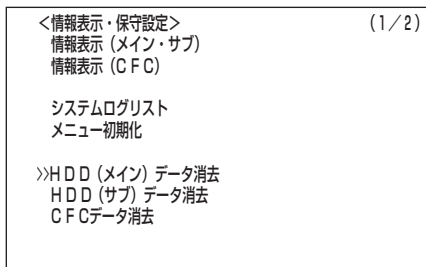 ＜情報表示・保守設定＞ (１／２)
情報表示（メイン・サブ）
情報表示（ＣＦＣ）
システムログリスト
メニュー初期化
>>ＨＤＤ（メイン）データ消去
ＨＤＤ（サブ）データ消去
ＣＦＣデータ消去